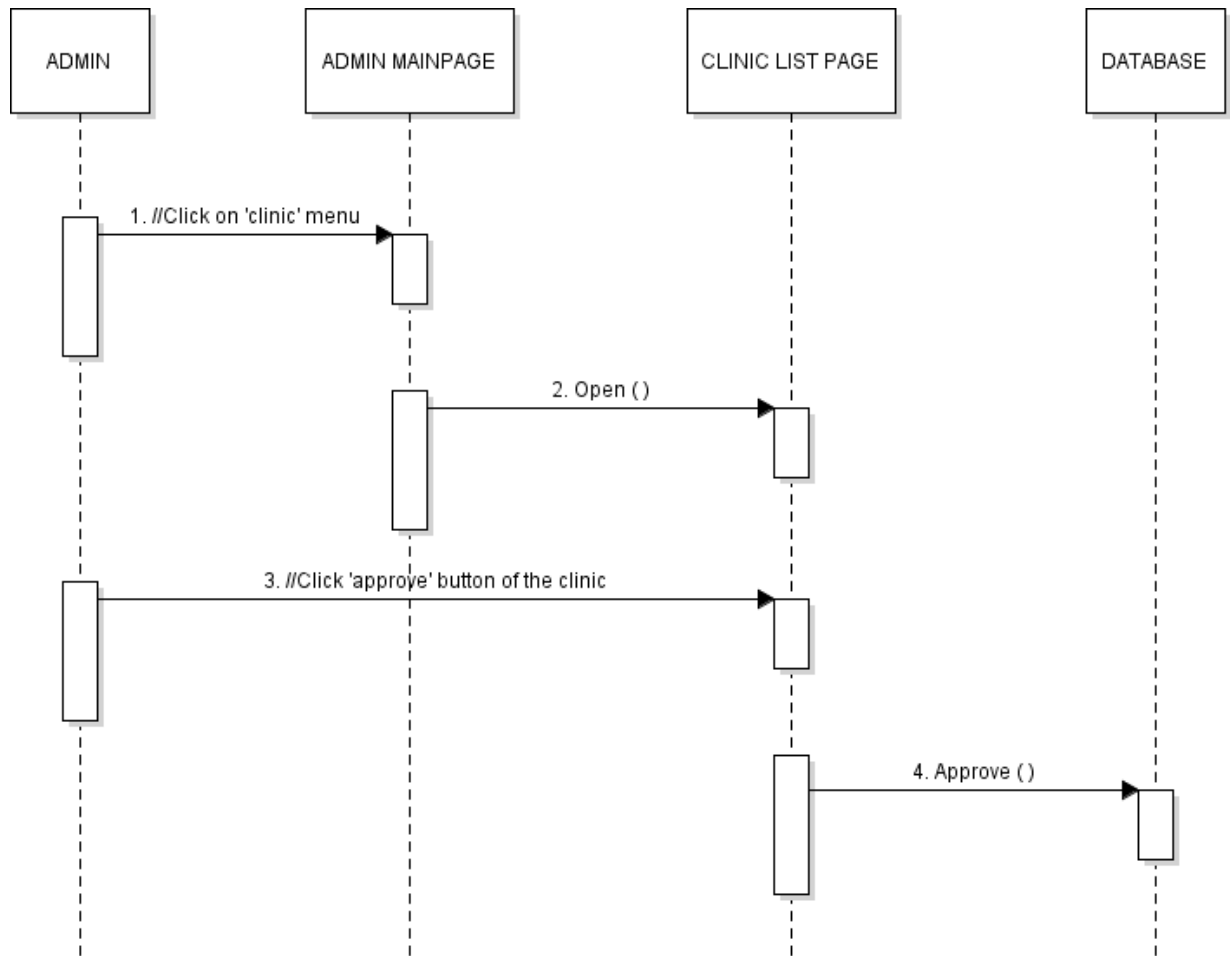 ADMIN
ADMIN MAINPAGE
CLINIC LIST PAGE
DATABASE
1. //Click on 'clinic' menu
2. Open ( )
3. //Click 'approve' button of the clinic
4. Approve ( )